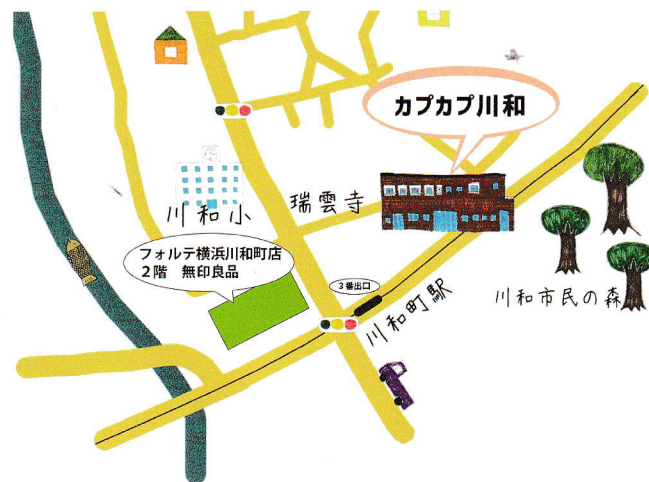 カプカプ川和
瑞雲寺
川和小
フォルテ横浜川和町店
2階 無印良品
3番出口
川和町駅
川和市民の森